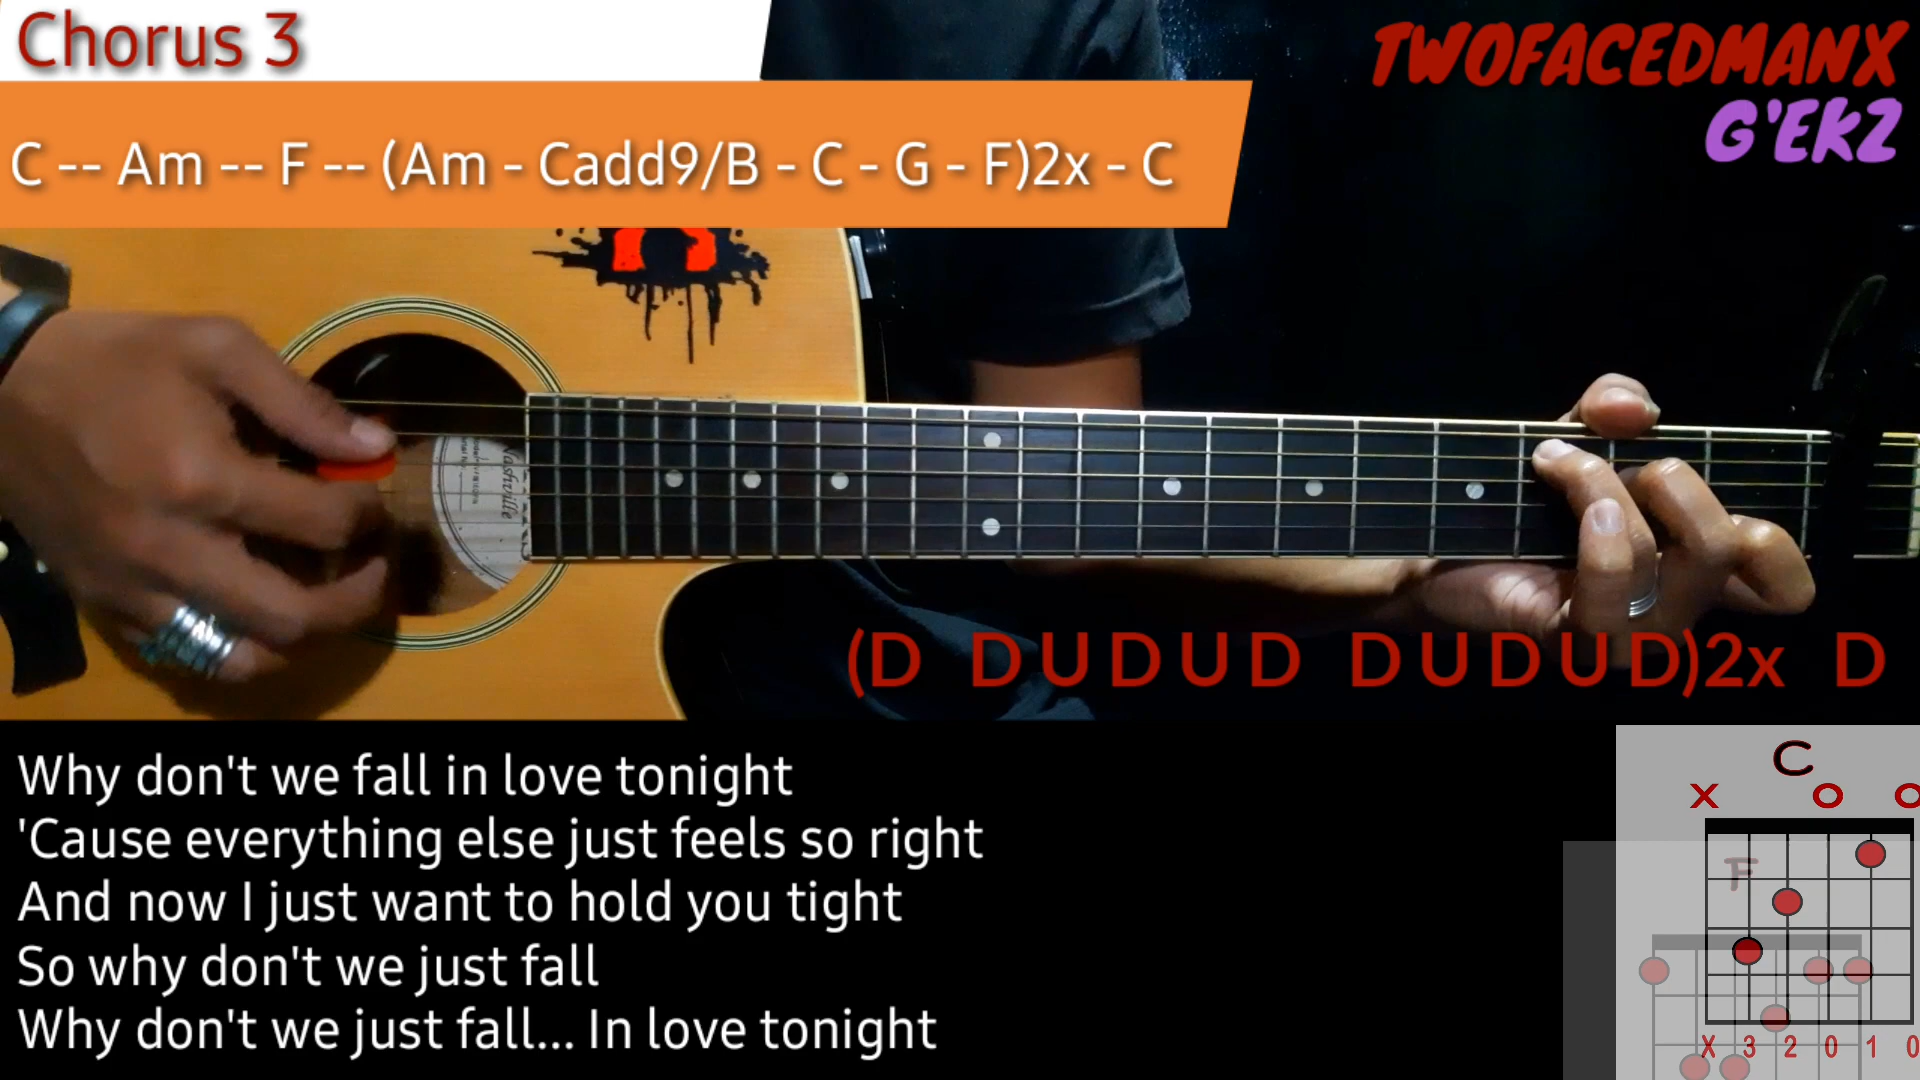 Chorus 3
TWOFACEDMANX
G'EKZ
C -- Am -- F -- (Am - Cadd9/B - C - G - F)2x - C
Nashville
(D DUDUD DUDUD)2x D
Why don't we fall in love tonight
'Cause everything else just feels so right
And now I just want to hold you tight
So why don't we just fall
Why don't we just fall... In love tonight
C
X O O
F
X 3 2 0 1 0